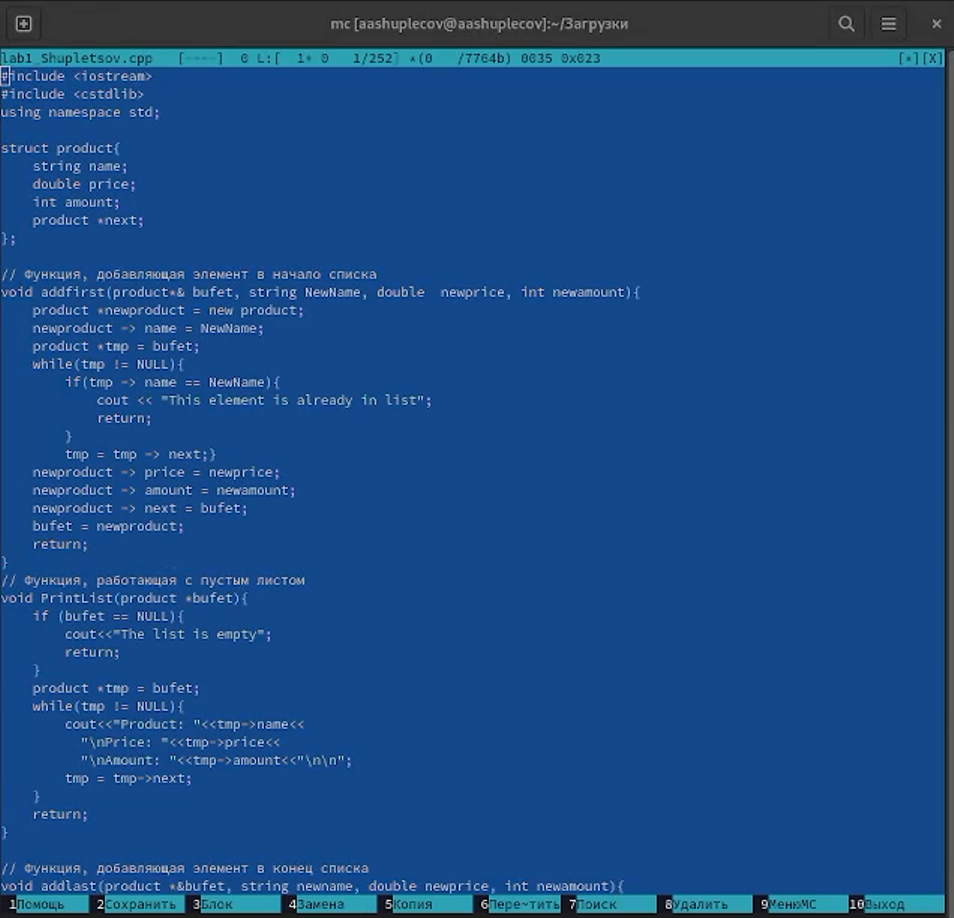 mc [aashuplecov@aashuplecov]:~/Загрузки
lab1_Shupletsov.cpp   [----]  0 L:[  1+ 0   1/252] *(0   /7764b) 0035 0x023   [*][X]
#include <iostream>
#include <cstdlib>
using namespace std;

struct product{
    string name;
    double price;
    int amount;
    product *next;
};

// Функция, добавляющая элемент в начало списка
void addfirst(product*& bufet, string NewName, double  newprice, int newamount){
    product *newproduct = new product;
    newproduct -> name = NewName;
    product *tmp = bufet;
    while(tmp != NULL){
        if(tmp -> name == NewName){
            cout << "This element is already in list";
            return;
        }
        tmp = tmp -> next;}
    newproduct -> price = newprice;
    newproduct -> amount = newamount;
    newproduct -> next = bufet;
    bufet = newproduct;
    return;
}
// Функция, работающая с пустым листом
void PrintList(product *bufet){
    if (bufet == NULL){
        cout<<"The list is empty";
        return;
    }
    product *tmp = bufet;
    while(tmp != NULL){
        cout<<"Product: "<<tmp->name<<
          "\nPrice: "<<tmp->price<<
          "\nAmount: "<<tmp->amount<<"\n\n";
        tmp = tmp->next;
    }
    return;
}

// Функция, добавляющая элемент в конец списка
void addlast(product *&bufet, string newname, double newprice, int newamount){
1Помощь 2Сохранить 3Блок 4Замена 5Копия 6Пере~тить 7Поиск 8Удалить 9МенюMC 10Выход